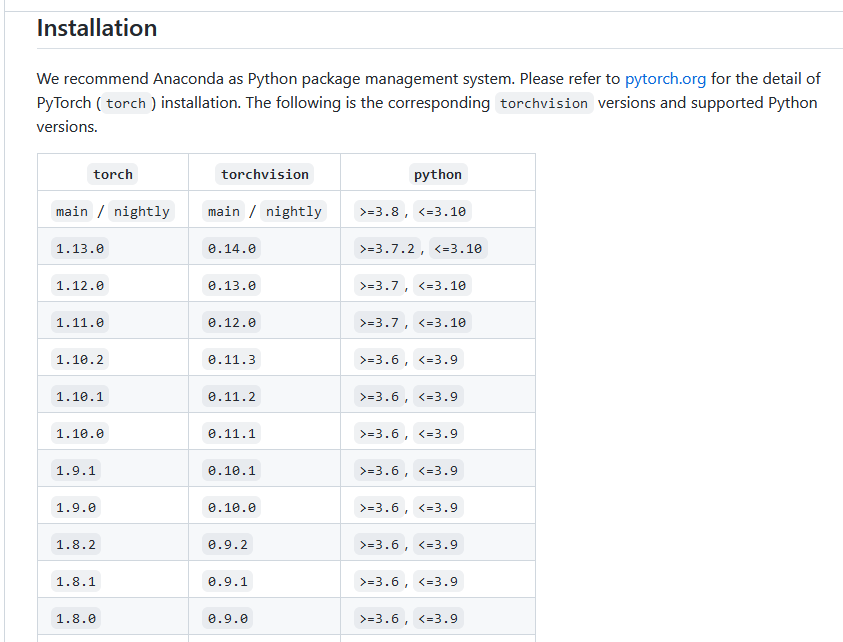 Installation
We recommend Anaconda as Python package management system. Please refer to pytorch.org for the detail of
PyTorch ( torch ) installation. The following is the corresponding torchvision versions and supported Python
versions.
torch torchvision python
main / nightly main / nightly >=3.8 , <=3.10
1.13.0 0.14.0 >=3.7.2 , <=3.10
1.12.0 0.13.0 >=3.7 , <=3.10
1.11.0 0.12.0 >=3.7 , <=3.10
1.10.2 0.11.3 >=3.6 , <=3.9
1.10.1 0.11.2 >=3.6 , <=3.9
1.10.0 0.11.1 >=3.6 , <=3.9
1.9.1 0.10.1 >=3.6 , <=3.9
1.9.0 0.10.0 >=3.6 , <=3.9
1.8.2 0.9.2 >=3.6 , <=3.9
1.8.1 0.9.1 >=3.6 , <=3.9
1.8.0 0.9.0 >=3.6 , <=3.9